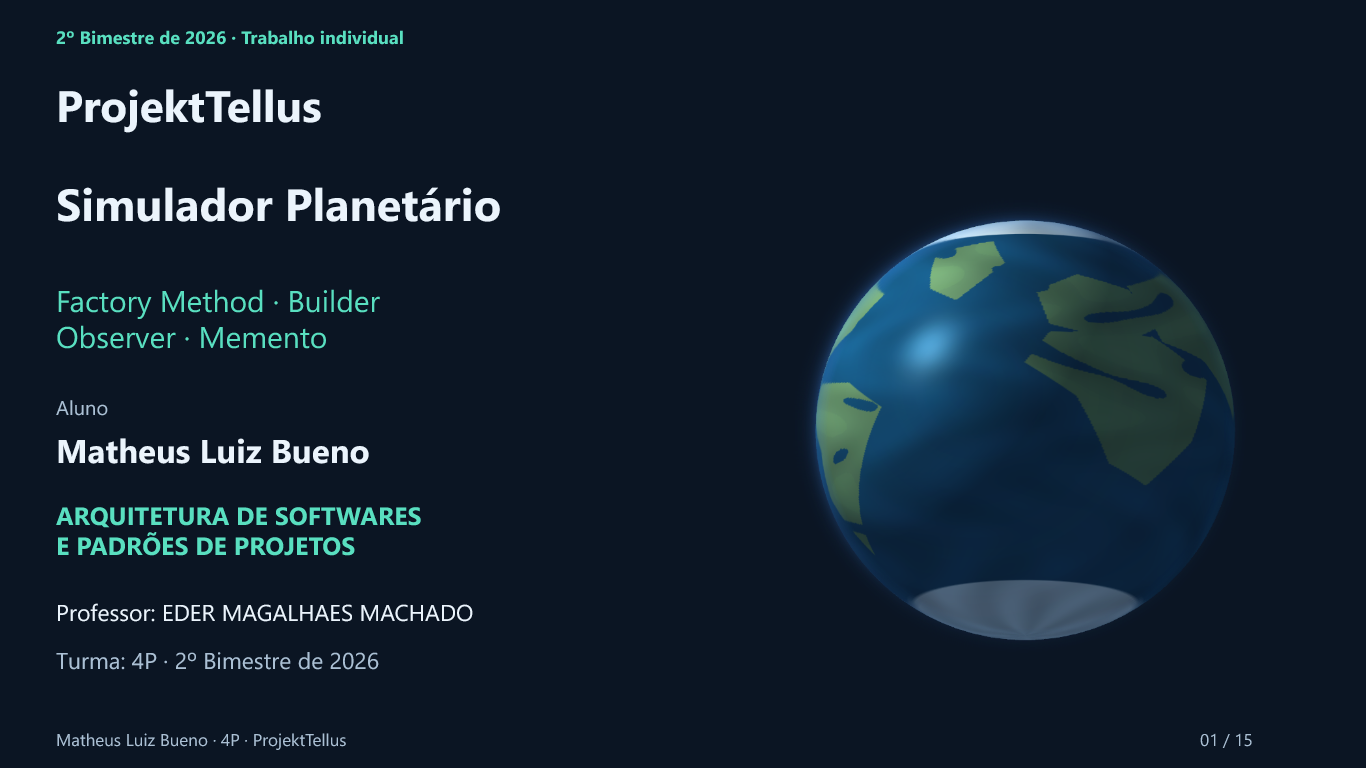 2º Bimestre de 2026 · Trabalho individual
ProjektTellus
Simulador Planetário
Factory Method · Builder
Observer · Memento
Aluno
Matheus Luiz Bueno
ARQUITETURA DE SOFTWARES
E PADRÕES DE PROJETOS
Professor: EDER MAGALHAES MACHADO
Turma: 4P · 2º Bimestre de 2026
Matheus Luiz Bueno · 4P · ProjektTellus
01 / 15